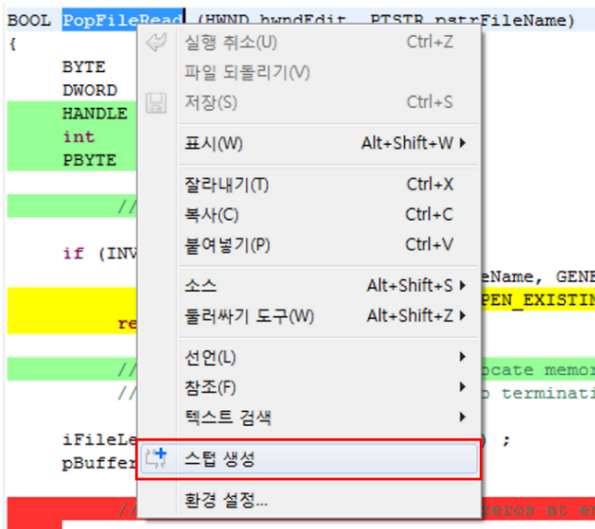 BOOL PopFileRead (HWND hwndEdit, PTSTR pstrFileName)
{
BYTE
DWORD
HANDLE
int
PBYTE
//
if (INV
eName, GENE
PEN_EXISTIN
re
// ocate memor
// o terminati
iFileLe ) ;
pBuffer
// zeros at en
실행 취소(U) Ctrl+Z
파일 되돌리기(V)
저장(S) Ctrl+S
표시(W) Alt+Shift+W
잘라내기(T) Ctrl+X
복사(C) Ctrl+C
붙여넣기(P) Ctrl+V
소스 Alt+Shift+S
둘러싸기 도구(W) Alt+Shift+Z
선언(L)
참조(F)
텍스트 검색
스텁 생성
환경 설정...